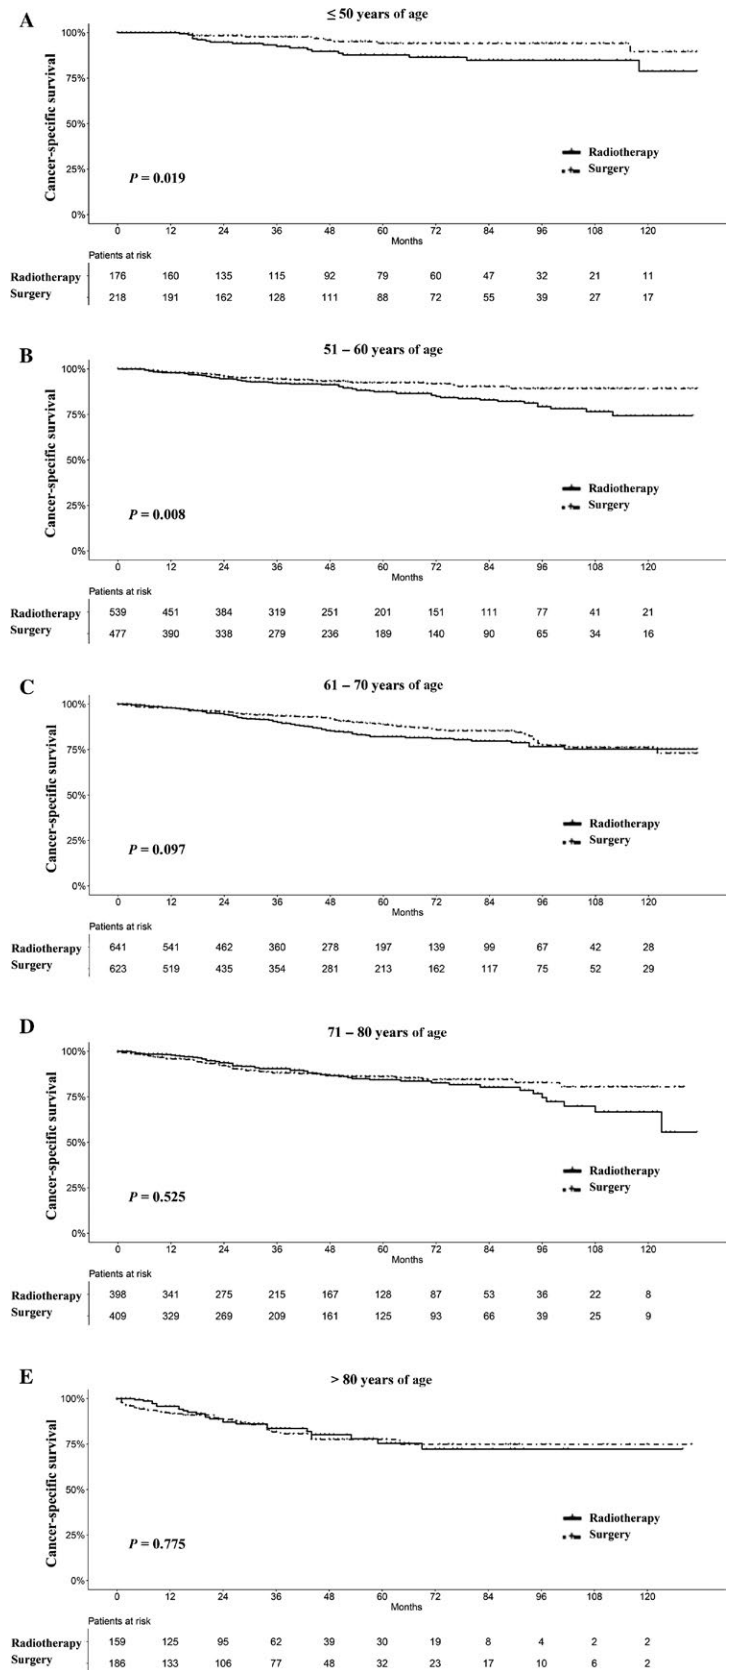 A
≤ 50 years of age
Cancer-specific survival
100%
75%
50%
25%
0%
Radiotherapy
Surgery
P = 0.019
0 12 24 36 48 60 72 84 96 108 120
Months
Patients at risk
Radiotherapy 176 160 135 115 92 79 60 47 32 21 11
Surgery 218 191 162 128 111 88 72 55 39 27 17
B
51 – 60 years of age
Cancer-specific survival
100%
75%
50%
25%
0%
Radiotherapy
Surgery
P = 0.008
0 12 24 36 48 60 72 84 96 108 120
Months
Patients at risk
Radiotherapy 539 451 384 319 251 201 151 111 77 41 21
Surgery 477 390 338 279 236 189 140 90 65 34 16
C
61 – 70 years of age
Cancer-specific survival
100%
75%
50%
25%
0%
Radiotherapy
Surgery
P = 0.097
0 12 24 36 48 60 72 84 96 108 120
Months
Patients at risk
Radiotherapy 641 541 462 360 278 197 139 99 67 42 28
Surgery 623 519 435 354 281 213 162 117 75 52 29
D
71 – 80 years of age
Cancer-specific survival
100%
75%
50%
25%
0%
Radiotherapy
Surgery
P = 0.525
0 12 24 36 48 60 72 84 96 108 120
Months
Patients at risk
Radiotherapy 398 341 275 215 167 128 87 53 36 22 8
Surgery 409 329 269 209 161 125 93 66 39 25 9
E
> 80 years of age
Cancer-specific survival
100%
75%
50%
25%
0%
Radiotherapy
Surgery
P = 0.775
0 12 24 36 48 60 72 84 96 108 120
Months
Patients at risk
Radiotherapy 159 125 95 62 39 30 19 8 4 2 2
Surgery 186 133 106 77 48 32 23 17 10 6 2